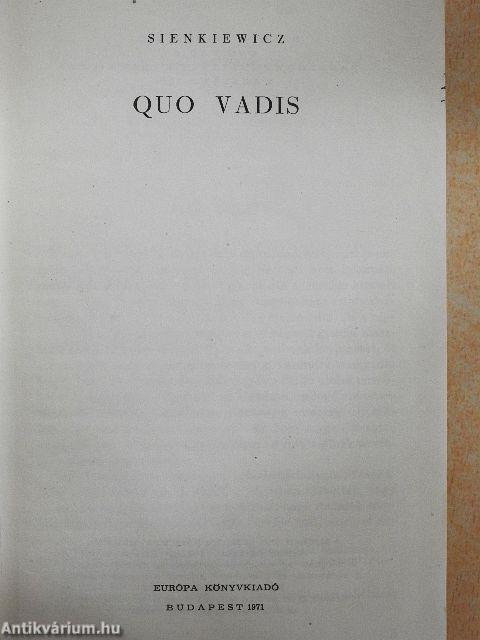 SIENKIEWICZ
QUO VADIS
EURÓPA KÖNYVKIADÓ
BUDAPEST 1971
Antikvárium.hu